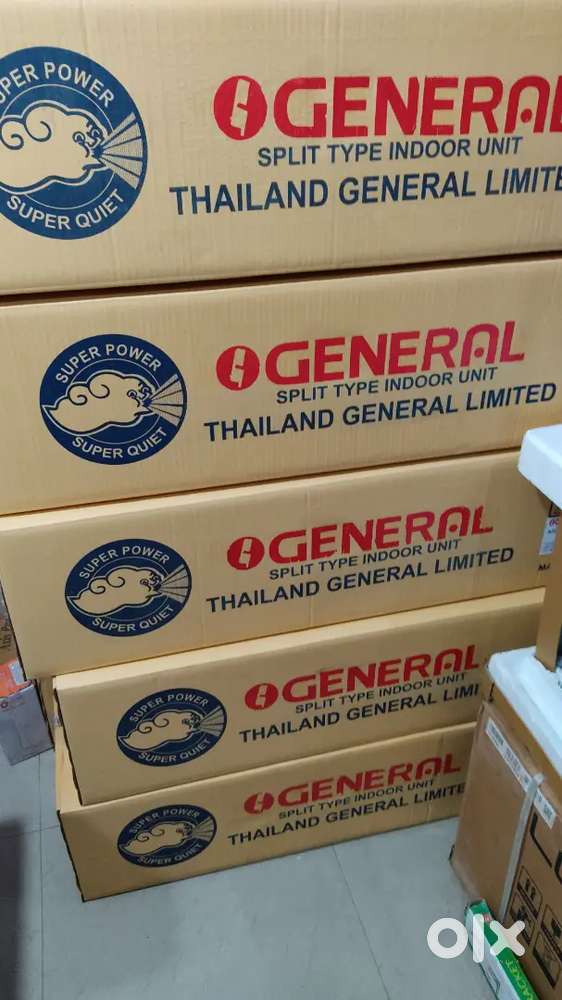 SUPER POWER
SUPER QUIET
GENERAL
SPLIT TYPE INDOOR UNIT
THAILAND GENERAL LIMITE
SUPER POWER
SUPER QUIET
GENERAL
SPLIT TYPE INDOOR UNIT
THAILAND GENERAL LIMITED
SUPER POWER
SUPER QUIET
GENERAL
SPLIT TYPE INDOOR UNIT
THAILAND GENERAL LIMITED
SUPER POWER
SUPER QUIET
GENERAL
SPLIT TYPE INDOOR UNIT
THAILAND GENERAL LIMI
SUPER POWER
SUPER QUIET
GENERAL
SPLIT TYPE INDOOR UNIT
THAILAND GENERAL LIMITE
olx